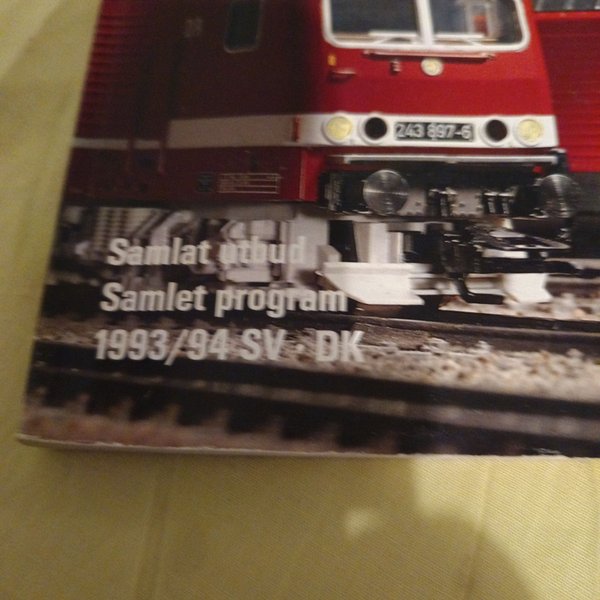 243 897-6
Samlat utbud
Samlet program
1993/94 SV · DK